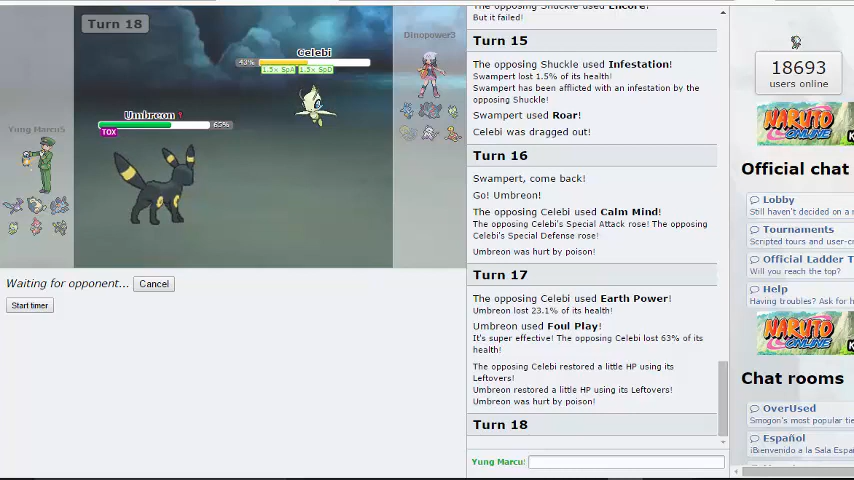 Turn 18
Celebi
43%
1.5× SpA 1.5× SpD
Umbreon
65%
TOX
Yung Marcu5
Dinopower3
Waiting for opponent...
Cancel
Start timer
The opposing Shuckle used Encore!
But it failed!
Turn 15
The opposing Shuckle used Infestation!
Swampert lost 1.5% of its health!
Swampert has been afflicted with an infestation by the
opposing Shuckle!
Swampert used Roar!
Celebi was dragged out!
Turn 16
Swampert, come back!
Go! Umbreon!
The opposing Celebi used Calm Mind!
The opposing Celebi's Special Attack rose! The opposing
Celebi's Special Defense rose!
Umbreon was hurt by poison!
Turn 17
The opposing Celebi used Earth Power!
Umbreon lost 23.1% of its health!
Umbreon used Foul Play!
It's super effective! The opposing Celebi lost 63% of its
health!
The opposing Celebi restored a little HP using its
Leftovers!
Umbreon restored a little HP using its Leftovers!
Umbreon was hurt by poison!
Turn 18
Yung Marcu!
18693
users online
NARUTO
ONLINE
Official chat
Lobby
Still haven't decided on a
Tournaments
Scripted tours and user-c
Official Ladder T
Will you reach the top?
Help
Having troubles? Ask for h
NARUTO
ONLINE
Chat rooms
OverUsed
Smogon's most popular tie
Español
¡Bienvenido a la Sala Espa